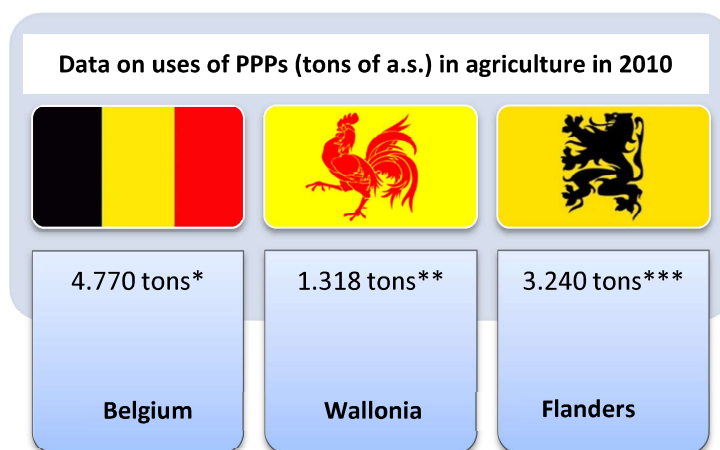 Data on uses of PPPs (tons of a.s.) in agriculture in 2010
4.770 tons*
1.318 tons**
3.240 tons***
Belgium
Wallonia
Flanders